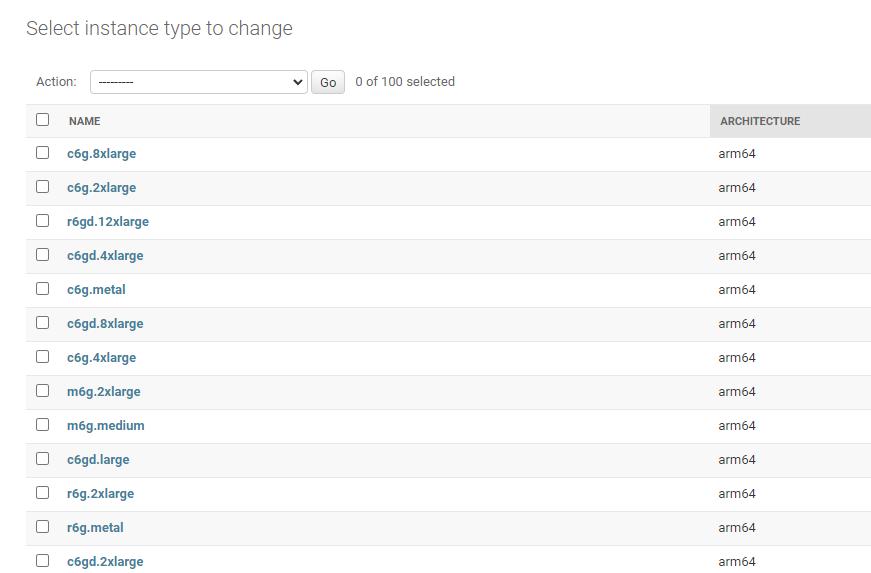 Select instance type to change
Action: --------- Go 0 of 100 selected
NAME ARCHITECTURE
c6g.8xlarge arm64
c6g.2xlarge arm64
r6gd.12xlarge arm64
c6gd.4xlarge arm64
c6g.metal arm64
c6gd.8xlarge arm64
c6g.4xlarge arm64
m6g.2xlarge arm64
m6g.medium arm64
c6gd.large arm64
r6g.2xlarge arm64
r6g.metal arm64
c6gd.2xlarge arm64